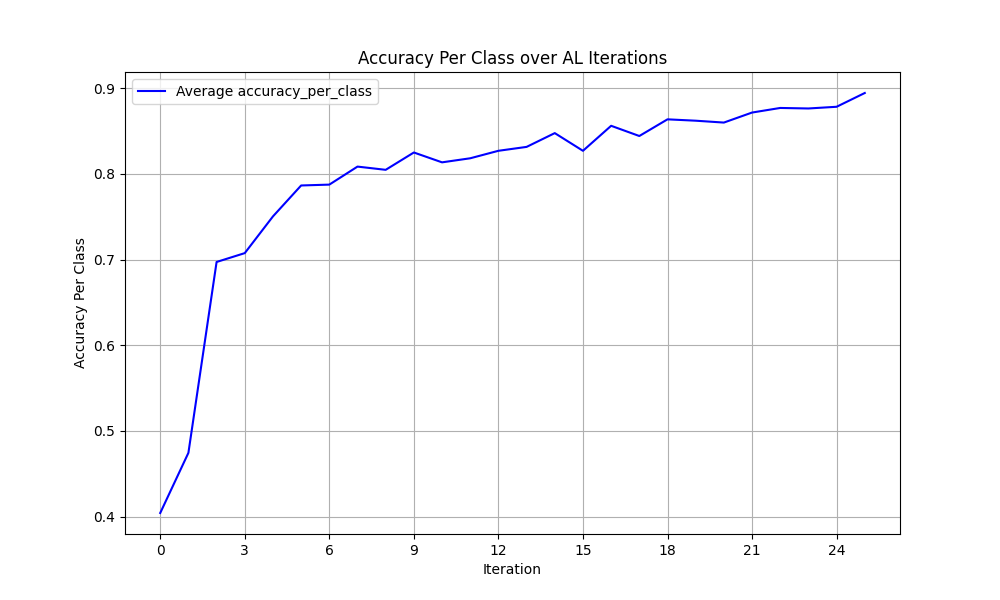 Accuracy Per Class over AL Iterations
Average accuracy_per_class
Accuracy Per Class
0.9
0.8
0.7
0.6
0.5
0.4
0 3 6 9 12 15 18 21 24
Iteration